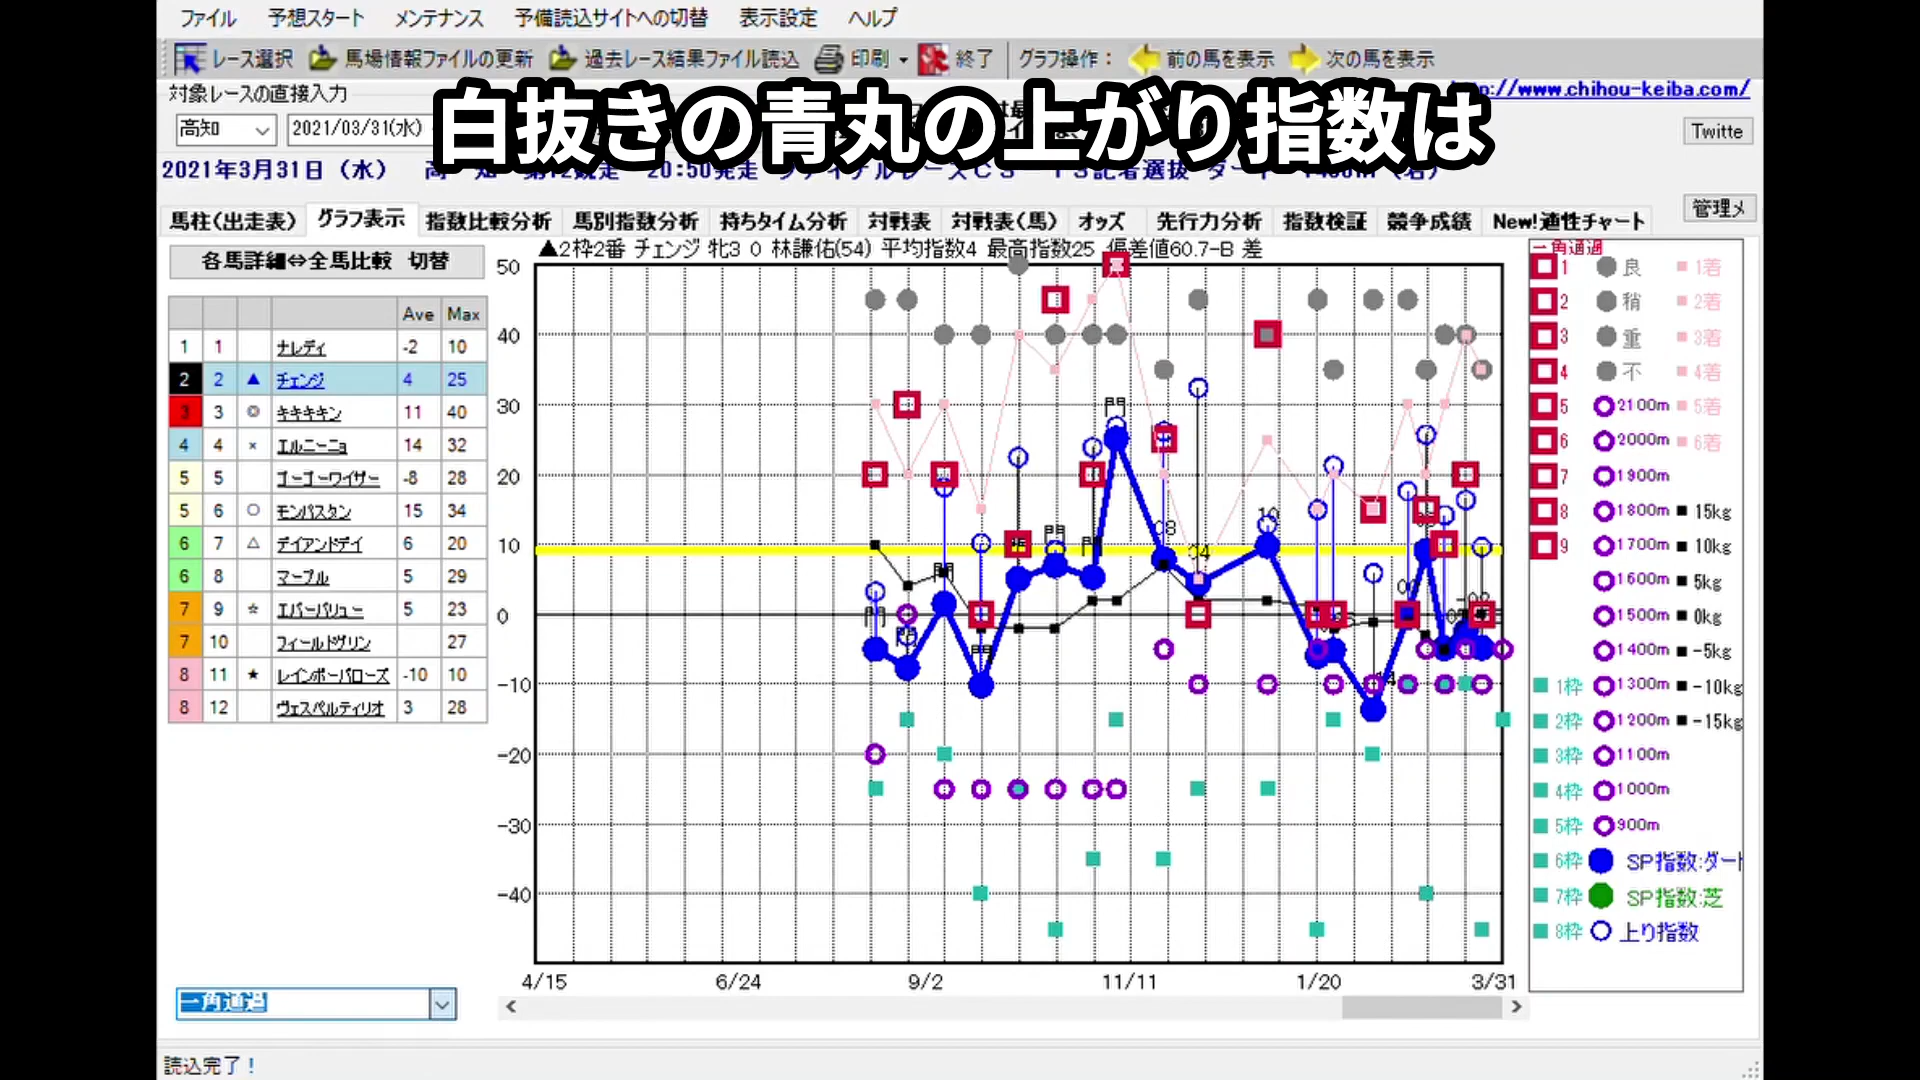 ファイル 予想スタート メンテナンス 予備読込サイトへの切替 表示設定 ヘルプ
レース選択 馬場情報ファイルの更新 過去レース結果ファイル読込 印刷 終了 グラフ操作： 前の馬を表示 次の馬を表示
対象レースの直接入力
://www.chihou-keiba.com/
白抜きの青丸の上がり指数は
高知 2021/03/31(水)
Twitte
2021年3月31日（水）
管理メ
馬柱(出走表) グラフ表示 指数比較分析 馬別指数分析 持ちタイム分析 対戦表 対戦表(馬) オッズ 先行力分析 指数検証 競争成績 New!適性チャート
各馬詳細⇔全馬比較 切替
▲2枠2番 チェンジ 牝3 0 林謙佑(54) 平均指数4 最高指数25 偏差値60.7-B 差
Ave Max
1 1 ナレディ -2 10
2 2 ▲ チェンジ 4 25
3 3 ◎ キキキキン 11 40
4 4 × エルニーニョ 14 32
5 5 ゴーゴーワイザー -8 28
5 6 ○ モンパスタン 15 34
6 7 △ デイアンドデイ 6 20
6 8 マーブル 5 29
7 9 ☆ エバーバリュー 5 23
7 10 フィールドグリン 27
8 11 ★ レインボーバローズ -10 10
8 12 ヴェスペルティリオ 3 28
50
40
30
20
10
0
-10
-20
-30
-40
4/15 6/24 9/2 11/11 1/20 3/31
一角通過
1 良 1着
2 稍 2着
3 重 3着
4 不 4着
5 2100m 5着
6 2000m 6着
7 1900m
8 1800m 15kg
9 1700m 10kg
1600m 5kg
1500m 0kg
1400m -5kg
1枠 1300m -10kg
2枠 1200m -15kg
3枠 1100m
4枠 1000m
5枠 900m
6枠 SP指数:ダート
7枠 SP指数:芝
8枠 上り指数
一角通過
読込完了！